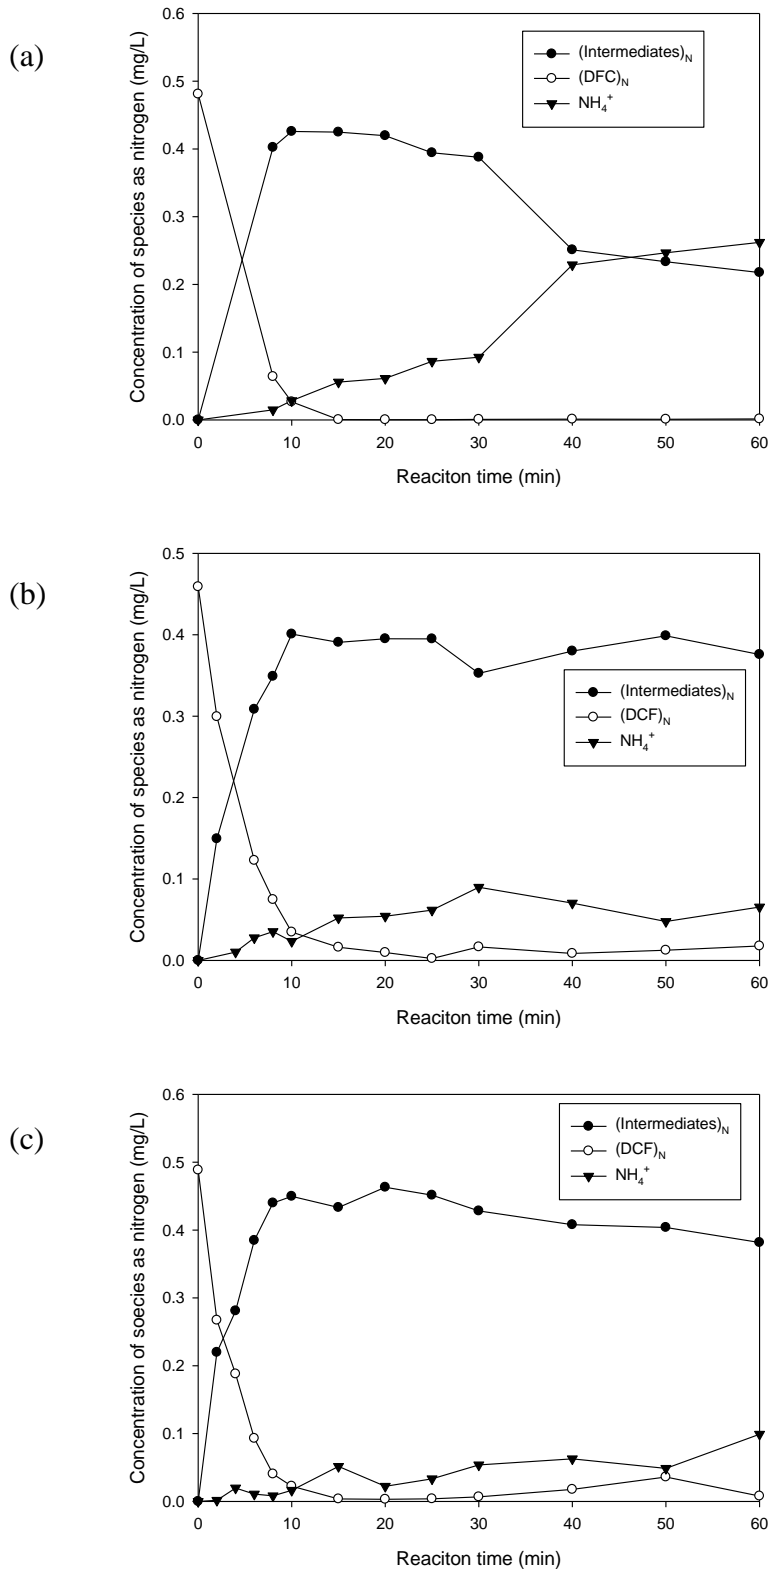 (a)
Concentration of species as nitrogen (mg/L)
0.6
0.5
0.4
0.3
0.2
0.1
0.0
(Intermediates)N
(DFC)N
NH4+
0 10 20 30 40 50 60
Reaciton time (min)
(b)
Concentration of species as nitrogen (mg/L)
0.5
0.4
0.3
0.2
0.1
0.0
(Intermediates)N
(DCF)N
NH4+
0 10 20 30 40 50 60
Reaciton time (min)
(c)
Concentration of soecies as nitrogen (mg/L)
0.6
0.5
0.4
0.3
0.2
0.1
0.0
(Intermediates)N
(DCF)N
NH4+
0 10 20 30 40 50 60
Reaciton time (min)